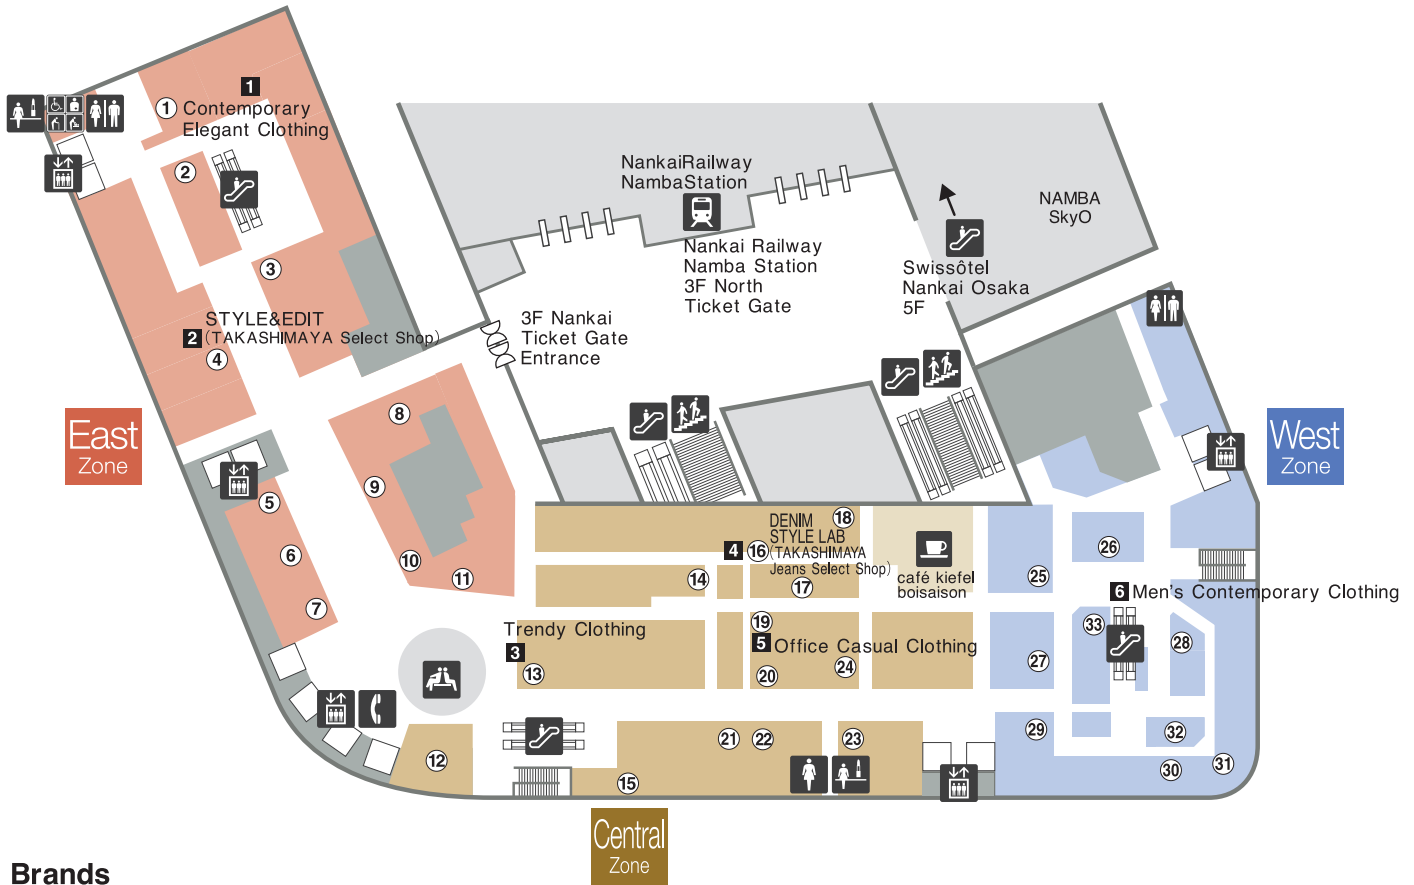 1
1 Contemporary
Elegant Clothing
2
3
STYLE&EDIT
2 (TAKASHIMAYA Select Shop)
4
NankaiRailway
NambaStation
Nankai Railway
Namba Station
3F North
Ticket Gate
3F Nankai
Ticket Gate
Entrance
NAMBA
SkyO
Swissôtel
Nankai Osaka
5F
East
Zone
West
Zone
8
9
5
6
10
11
7
DENIM
STYLE LAB
4 16 (TAKASHIMAYA
Jeans Select Shop)
18
14
17
café kiefel
boisaison
25
26
6 Men's Contemporary Clothing
Trendy Clothing
3
13
19
5 Office Casual Clothing
20
24
27
33
28
12
21
22
23
15
29
32
30
31
Central
Zone
Brands